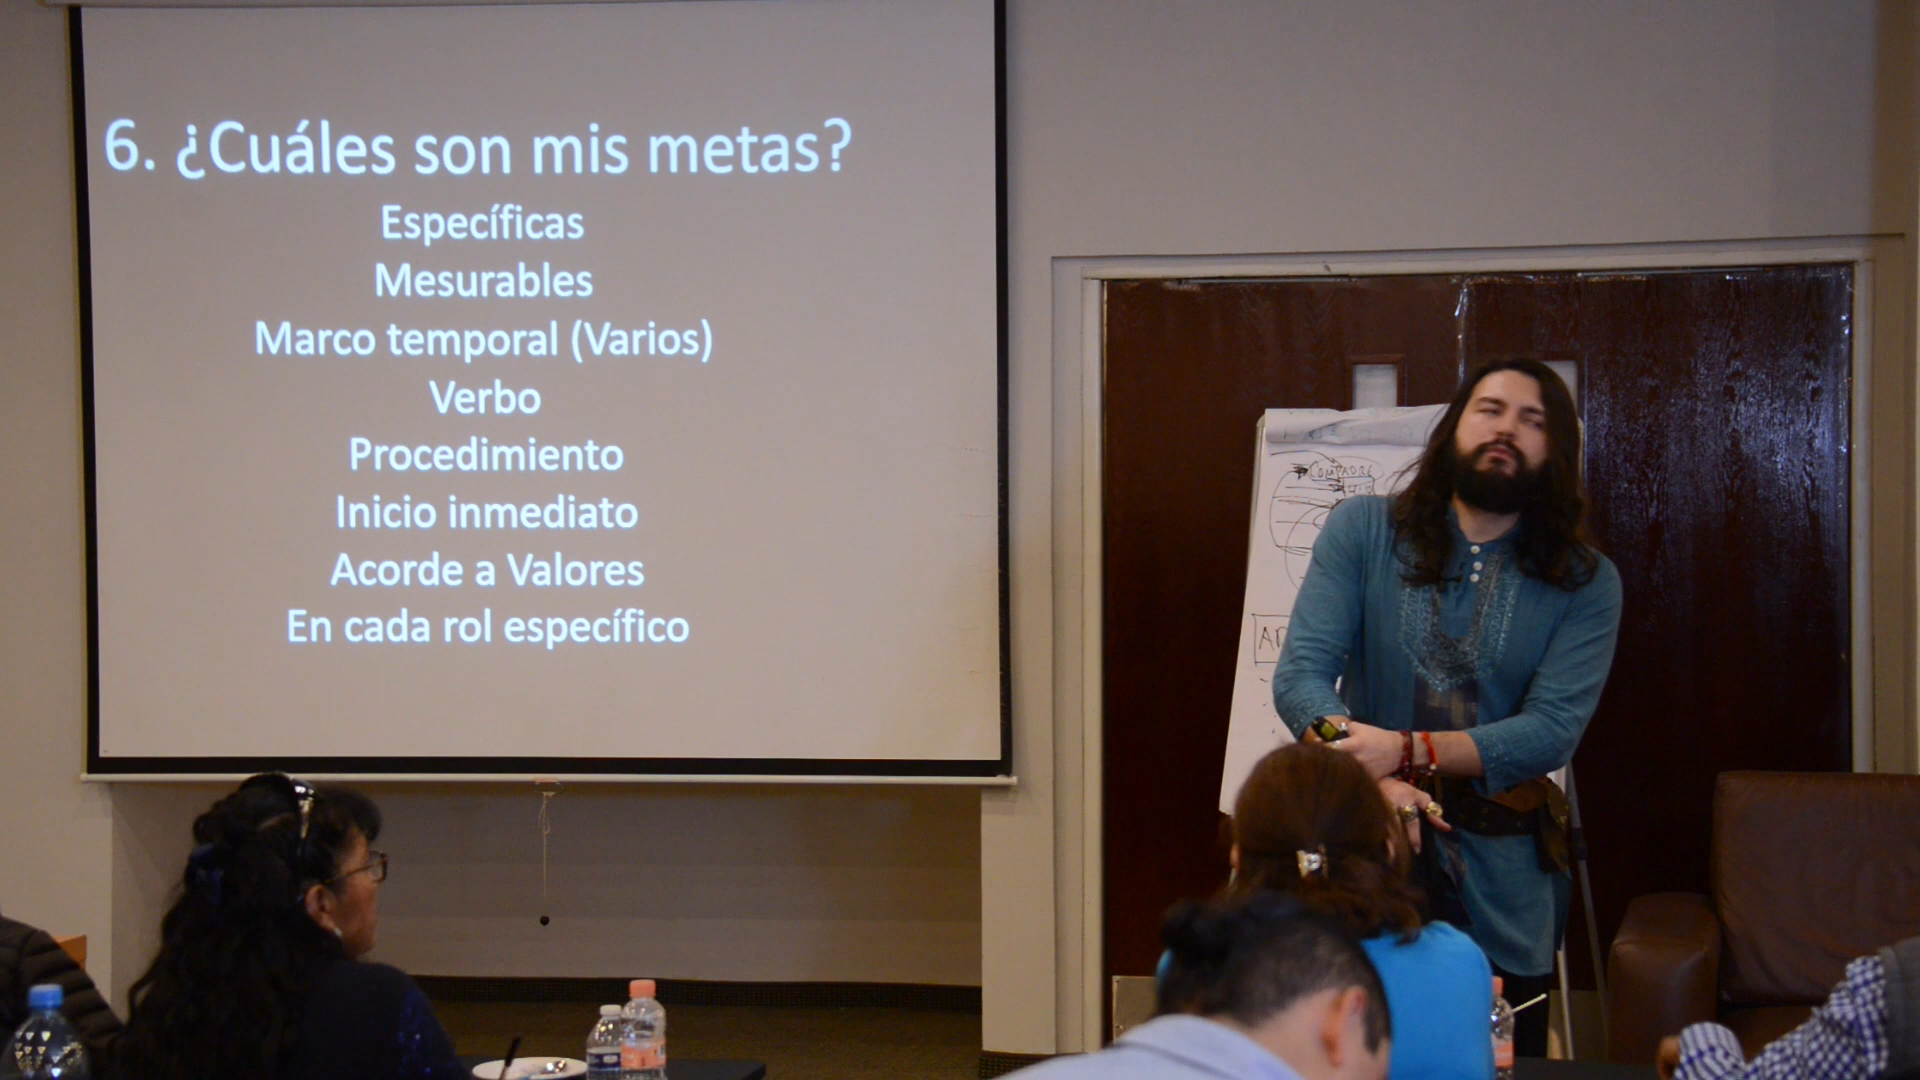 6. ¿Cuáles son mis metas?
Específicas
Mesurables
Marco temporal (Varios)
Verbo
Procedimiento
Inicio inmediato
Acorde a Valores
En cada rol específico
COMPADRE